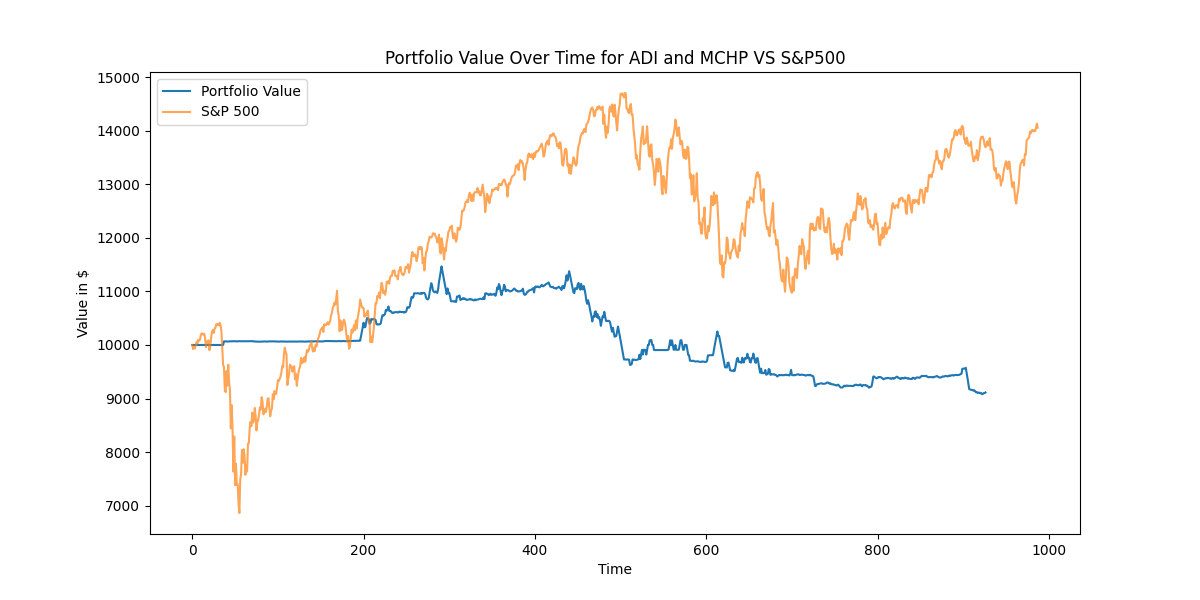 Portfolio Value Over Time for ADI and MCHP VS S&P500
Portfolio Value
S&P 500
Value in $
15000
14000
13000
12000
11000
10000
9000
8000
7000
0 200 400 600 800 1000
Time